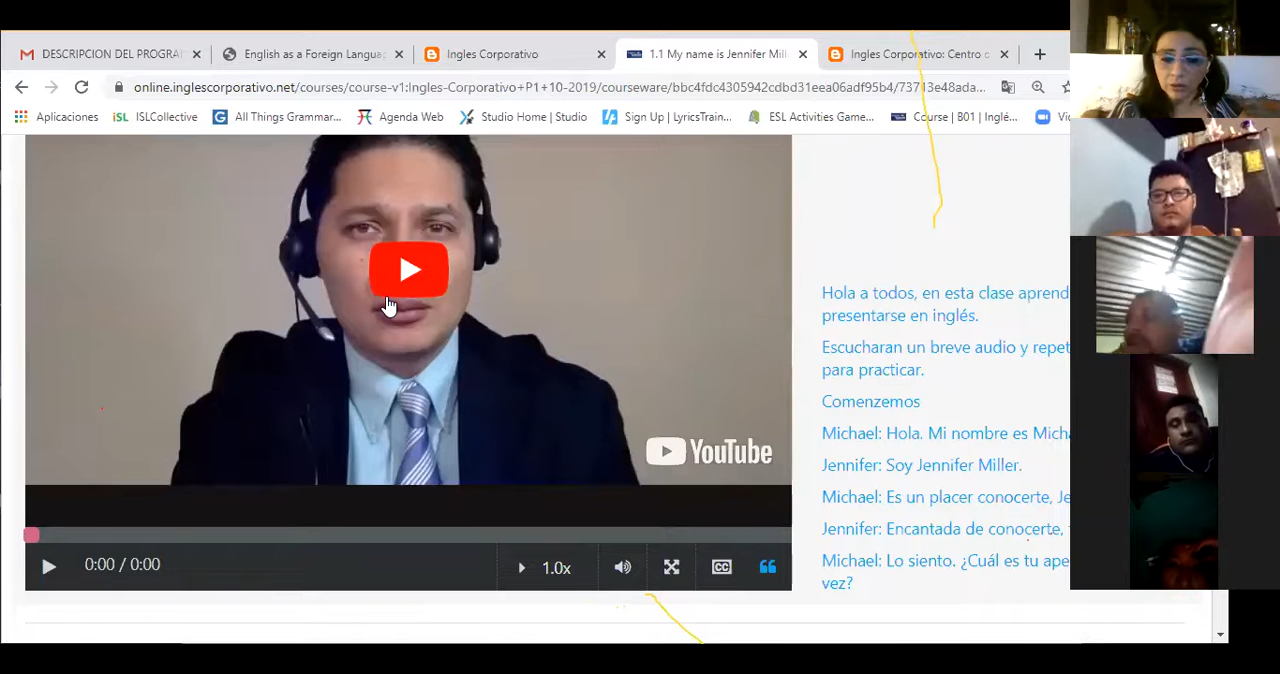 DESCRIPCION DEL PROGRA
English as a Foreign Langua
Ingles Corporativo
1.1 My name is Jennifer Mill
Ingles Corporativo: Centro
online.inglescorporativo.net/courses/course-v1:Ingles-Corporativo+P1+10-2019/courseware/bbc4fdc4305942cdbd31eea06adf95b4/73713e48ada...
Aplicaciones
iSL ISLCollective
All Things Grammar...
Agenda Web
Studio Home | Studio
Sign Up | LyricsTrain...
ESL Activities Game...
Course | B01 | Inglé...
Hola a todos, en esta clase aprend
presentarse en inglés.
Escucharan un breve audio y repet
para practicar.
Comenzemos
Michael: Hola. Mi nombre es Mich
Jennifer: Soy Jennifer Miller.
Michael: Es un placer conocerte, Je
Jennifer: Encantada de conocerte,
Michael: Lo siento. ¿Cuál es tu ape
vez?
YouTube
0:00 / 0:00
1.0x
CC